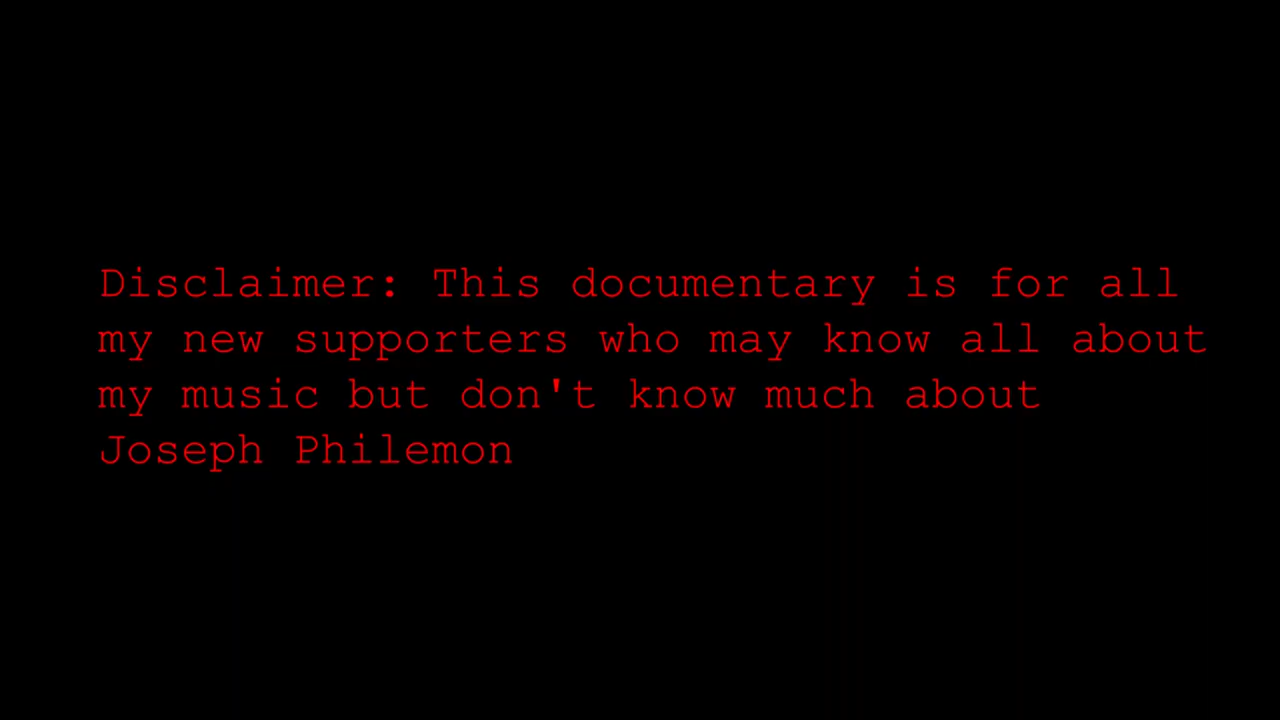 Disclaimer: This documentary is for all
my new supporters who may know all about
my music but don't know much about
Joseph Philemon